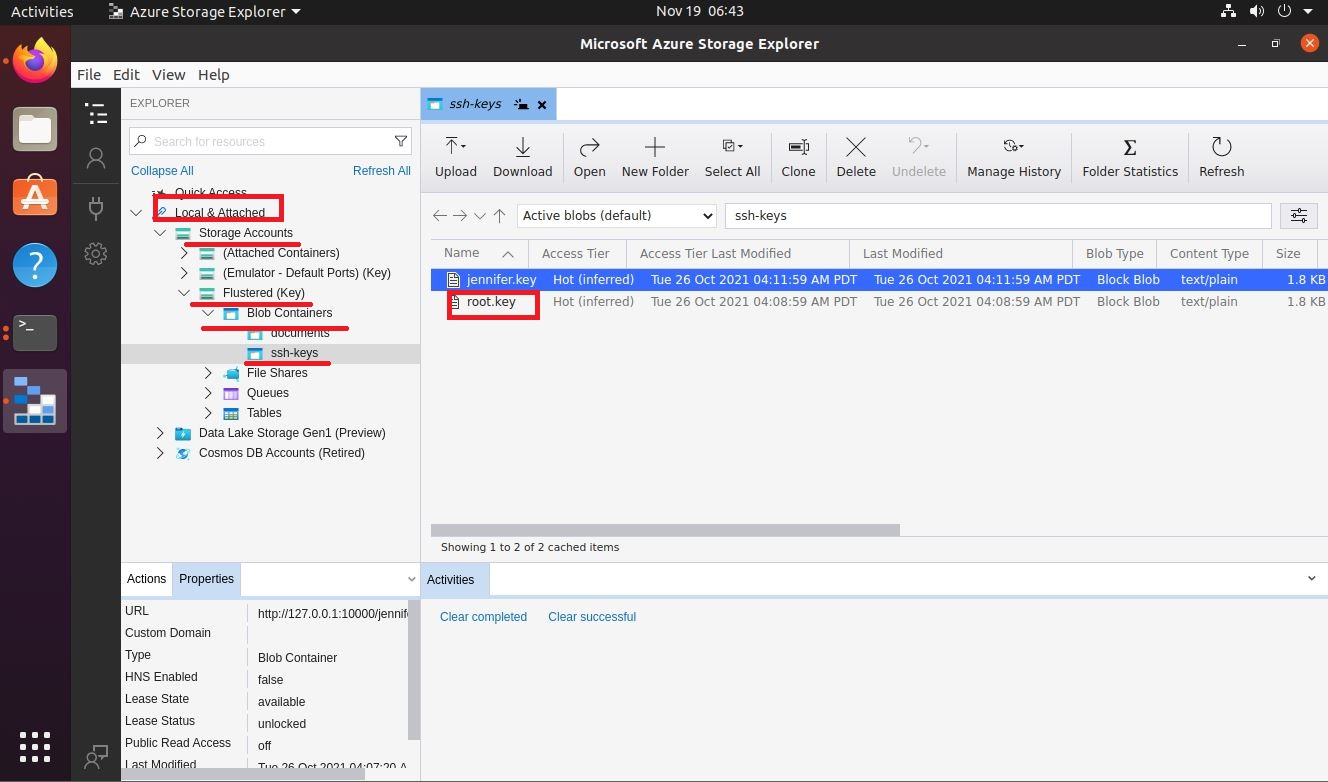 Activities Azure Storage Explorer Nov 19 06:43
Microsoft Azure Storage Explorer
File Edit View Help
EXPLORER
Search for resources
Collapse All Refresh All
Quick Access
Local & Attached
Storage Accounts
(Attached Containers)
(Emulator - Default Ports) (Key)
Flustered (Key)
Blob Containers
documents
ssh-keys
File Shares
Queues
Tables
Data Lake Storage Gen1 (Preview)
Cosmos DB Accounts (Retired)
ssh-keys
Upload Download Open New Folder Select All Clone Delete Undelete Manage History Folder Statistics Refresh
Active blobs (default) ssh-keys
Name Access Tier Access Tier Last Modified Last Modified Blob Type Content Type Size
jennifer.key Hot (inferred) Tue 26 Oct 2021 04:11:59 AM PDT Tue 26 Oct 2021 04:11:59 AM PDT Block Blob text/plain 1.8 KB
root.key Hot (inferred) Tue 26 Oct 2021 04:08:59 AM PDT Tue 26 Oct 2021 04:08:59 AM PDT Block Blob text/plain 1.8 KB
Showing 1 to 2 of 2 cached items
Actions Properties
URL http://127.0.0.1:10000/jennife
Custom Domain
Type Blob Container
HNS Enabled false
Lease State available
Lease Status unlocked
Public Read Access off
Last Modified Tue 26 Oct 2021 04:07:20 A
Activities
Clear completed Clear successful